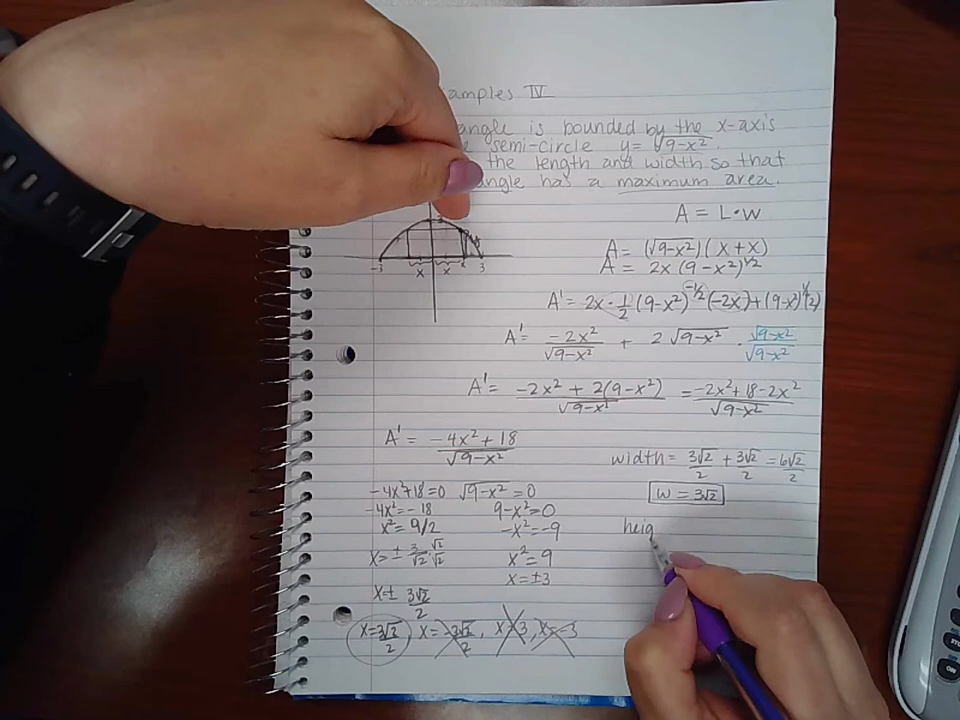 amples IV
angle is bounded by the x-axis
semi-circle y = √9-x².
the length and width so that
angle has a maximum area.
A = L·W
A = (√9-x²)(x+x)
A = 2x(9-x²)^1/2
-3 x x 3
A' = 2x · 1/2 (9-x²)^-1/2 (-2x) + (9-x²)^1/2(2)
A' = -2x²/√9-x² + 2√9-x² · √9-x²/√9-x²
A' = -2x² + 2(9-x²)/√9-x² = -2x²+18-2x²/√9-x²
A' = -4x²+18/√9-x²
-4x²+18=0 √9-x²=0
-4x²=-18 9-x²=0
x²=9/2 -x²=-9
x=± 3/√2 · √2/√2 x²=9
x=± 3√2/2 x=±3
x=3√2/2 x=-3√2/2, x=3, x=-3
width = 3√2/2 + 3√2/2 = 6√2/2
w = 3√2
heig